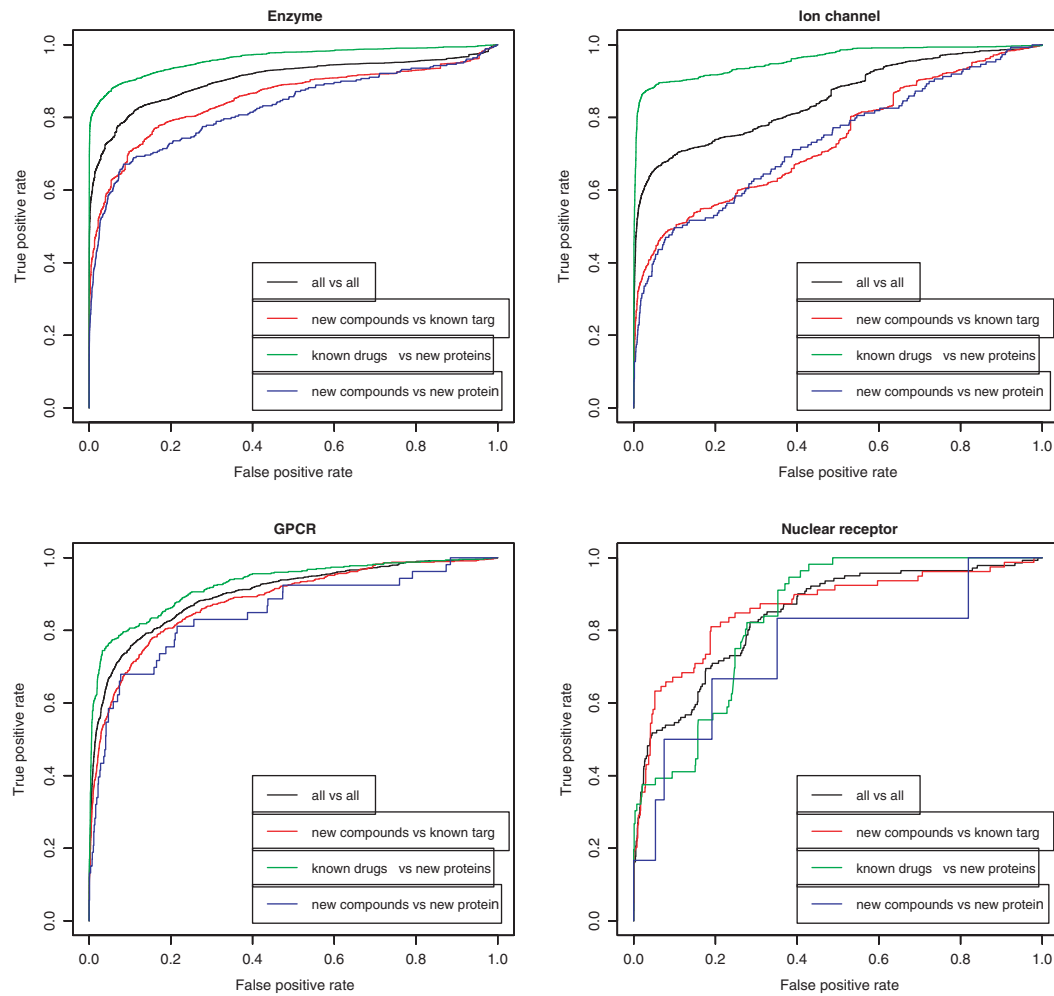 Enzyme
True positive rate
1.0
0.8
0.6
0.4
0.2
0.0
all vs all
new compounds vs known targ
known drugs vs new proteins
new compounds vs new protein
0.0 0.2 0.4 0.6 0.8 1.0
False positive rate
Ion channel
True positive rate
1.0
0.8
0.6
0.4
0.2
0.0
all vs all
new compounds vs known targ
known drugs vs new proteins
new compounds vs new protein
0.0 0.2 0.4 0.6 0.8 1.0
False positive rate
GPCR
True positive rate
1.0
0.8
0.6
0.4
0.2
0.0
all vs all
new compounds vs known targ
known drugs vs new proteins
new compounds vs new protein
0.0 0.2 0.4 0.6 0.8 1.0
False positive rate
Nuclear receptor
True positive rate
1.0
0.8
0.6
0.4
0.2
0.0
all vs all
new compounds vs known targ
known drugs vs new proteins
new compounds vs new protein
0.0 0.2 0.4 0.6 0.8 1.0
False positive rate